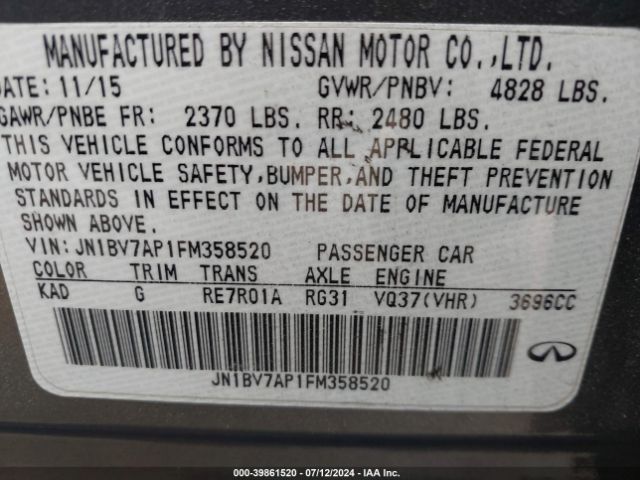 MANUFACTURED BY NISSAN MOTOR CO.,LTD.
DATE: 11/15 GVWR/PNBV: 4828 LBS.
GAWR/PNBE FR: 2370 LBS. RR: 2480 LBS.
THIS VEHICLE CONFORMS TO ALL APPLICABLE FEDERAL
MOTOR VEHICLE SAFETY,BUMPER,AND THEFT PREVENTION
STANDARDS IN EFFECT ON THE DATE OF MANUFACTURE
SHOWN ABOVE.
VIN: JN1BV7AP1FM358520 PASSENGER CAR
COLOR TRIM TRANS AXLE ENGINE
KAD G RE7R01A RG31 VQ37(VHR) 3696CC
JN1BV7AP1FM358520
000-39861520 - 07/12/2024 - IAA Inc.